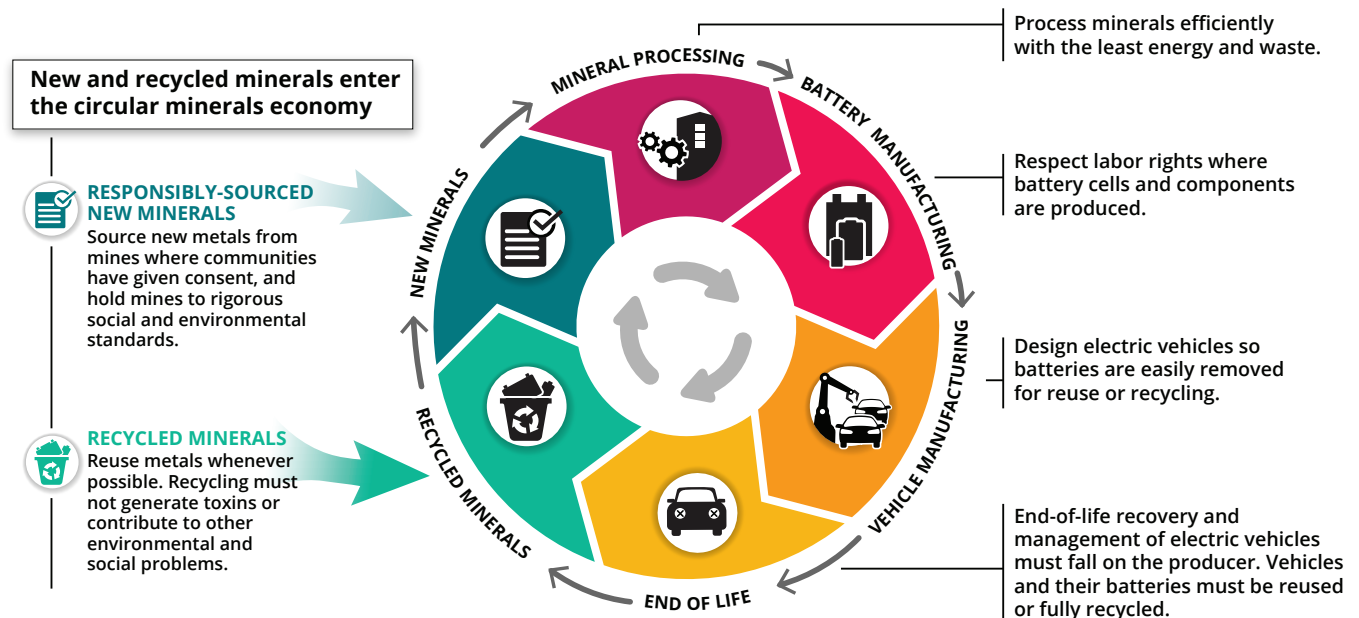 New and recycled minerals enter
the circular minerals economy
RESPONSIBLY-SOURCED
NEW MINERALS
Source new metals from
mines where communities
have given consent, and
hold mines to rigorous
social and environmental
standards.
RECYCLED MINERALS
Reuse metals whenever
possible. Recycling must
not generate toxins or
contribute to other
environmental and
social problems.
MINERAL PROCESSING
BATTERY MANUFACTURING
VEHICLE MANUFACTURING
END OF LIFE
RECYCLED MINERALS
NEW MINERALS
Process minerals efficiently
with the least energy and waste.
Respect labor rights where
battery cells and components
are produced.
Design electric vehicles so
batteries are easily removed
for reuse or recycling.
End-of-life recovery and
management of electric vehicles
must fall on the producer. Vehicles
and their batteries must be reused
or fully recycled.